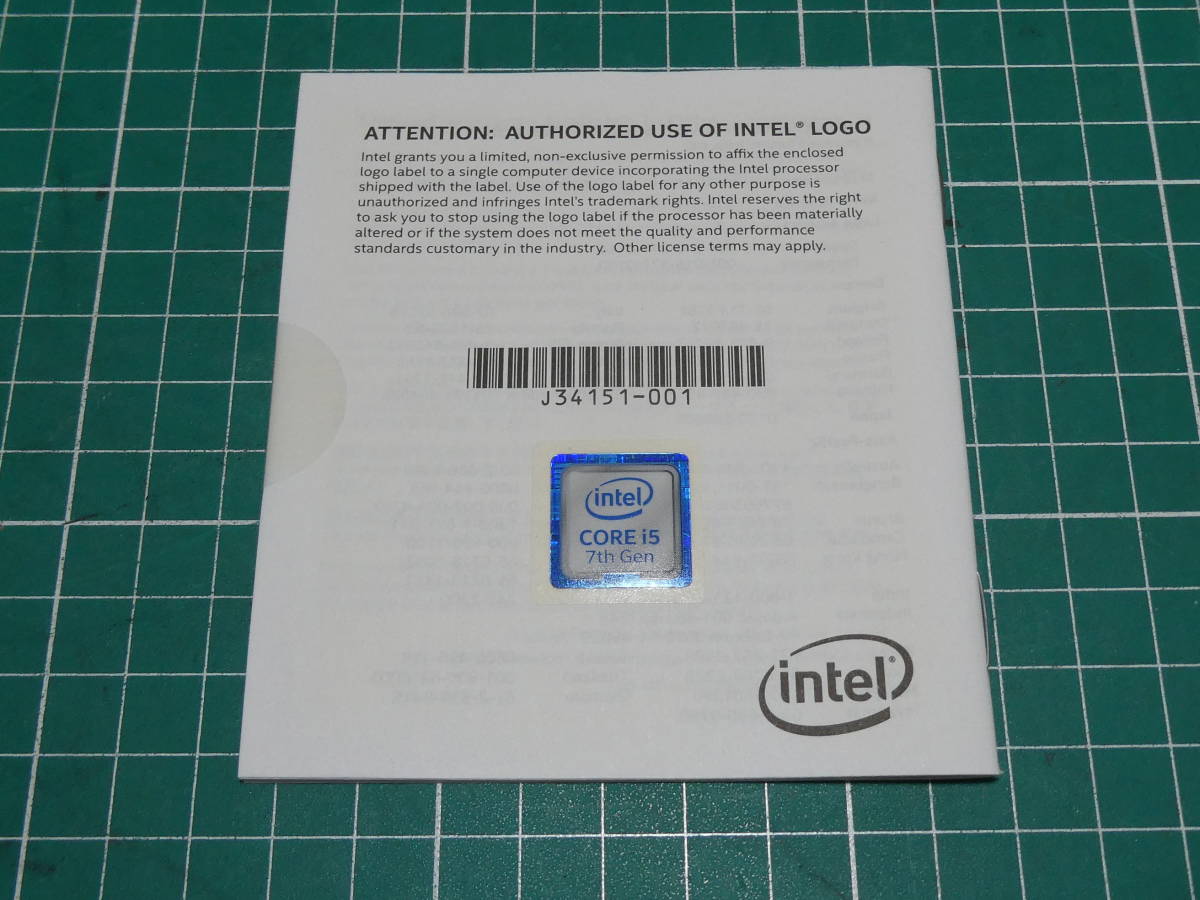 ATTENTION: AUTHORIZED USE OF INTEL® LOGO
Intel grants you a limited, non-exclusive permission to affix the enclosed
logo label to a single computer device incorporating the Intel processor
shipped with the label. Use of the logo label for any other purpose is
unauthorized and infringes Intel's trademark rights. Intel reserves the right
to ask you to stop using the logo label if the processor has been materially
altered or if the system does not meet the quality and performance
standards customary in the industry. Other license terms may apply.
J34151-001
intel
CORE i5
7th Gen
intel®